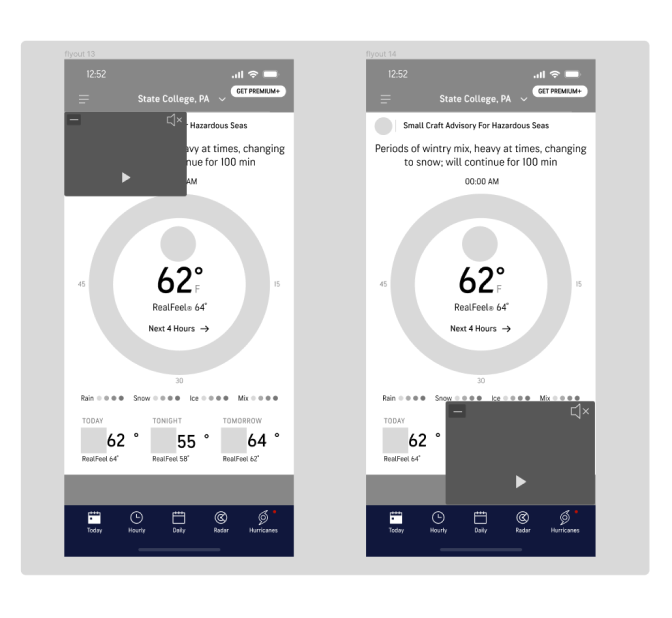 flyout 13
12:52
GET PREMIUM+
State College, PA
r Hazardous Seas
avy at times, changing
nue for 100 min
AM
45
62°
F
15
RealFeel® 64°
Next 4 Hours →
30
Rain
Snow
Ice
Mix
TODAY
TONIGHT
TOMORROW
62 °
55 °
64 °
RealFeel 64°
RealFeel 58°
RealFeel 62°
Today
Hourly
Daily
Radar
Hurricanes
flyout 14
12:52
GET PREMIUM+
State College, PA
Small Craft Advisory For Hazardous Seas
Periods of wintry mix, heavy at times, changing
to snow; will continue for 100 min
00:00 AM
45
62°
F
15
RealFeel® 64°
Next 4 Hours →
30
Rain
Snow
Ice
Mix
TODAY
62 °
RealFeel 64°
Today
Hourly
Daily
Radar
Hurricanes